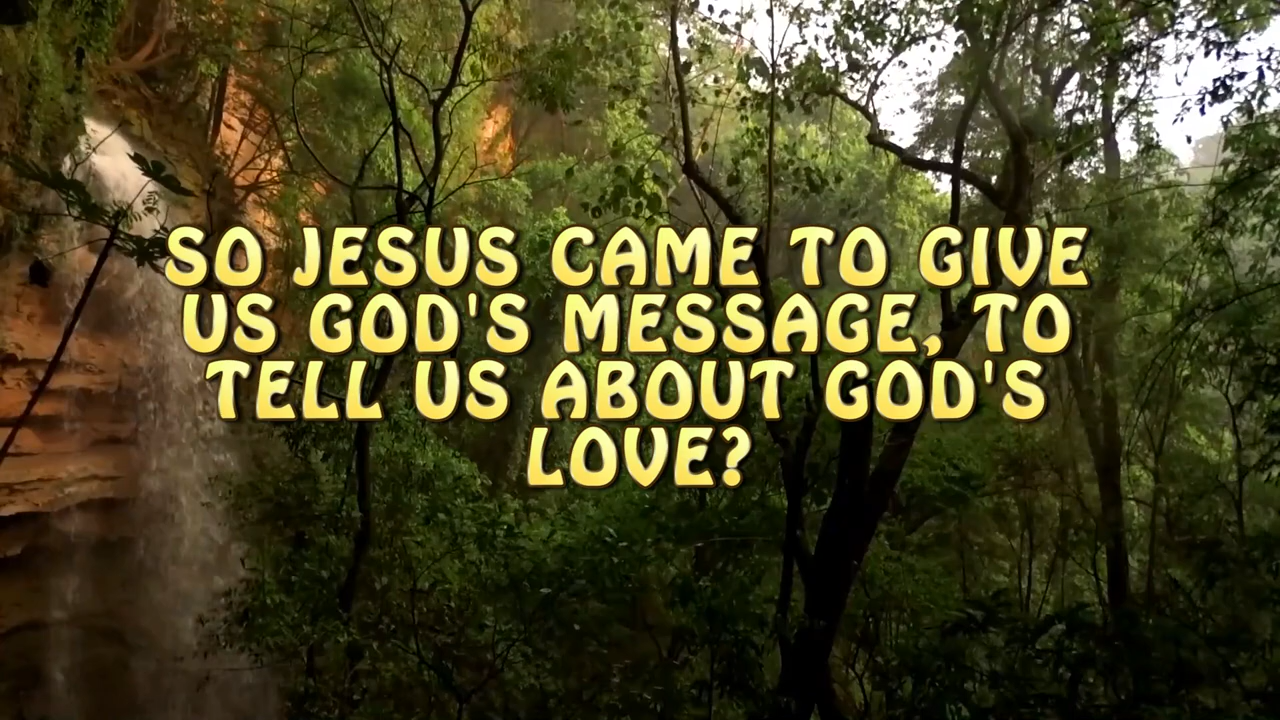 SO JESUS CAME TO GIVE
US GOD'S MESSAGE, TO
TELL US ABOUT GOD'S
LOVE?